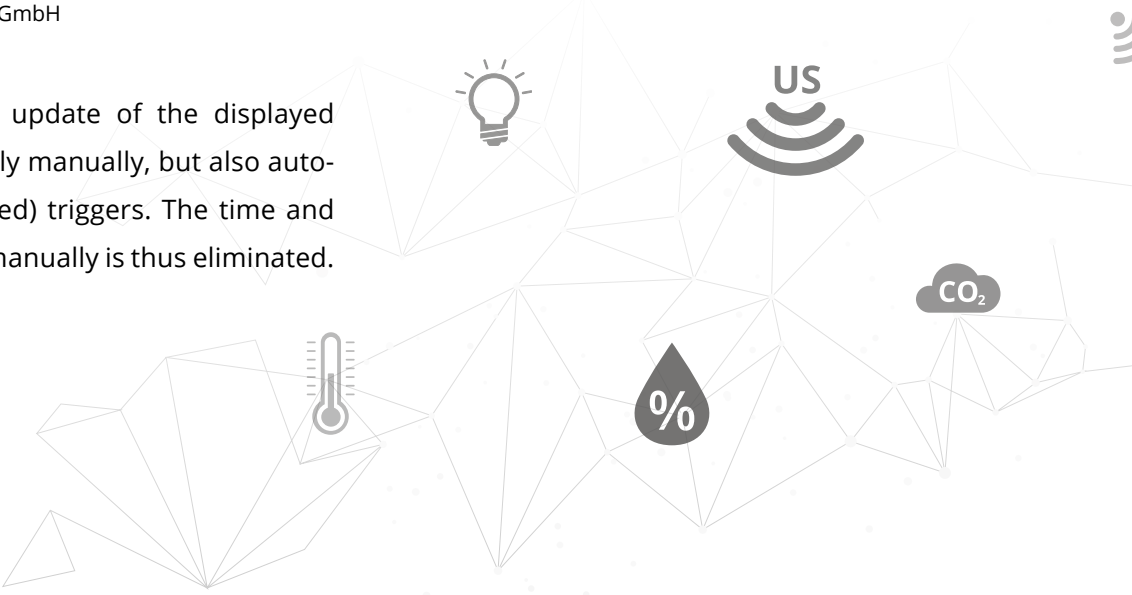 GmbH
update of the displayed
ly manually, but also auto-
ed) triggers. The time and
manually is thus eliminated.
US
CO₂
%